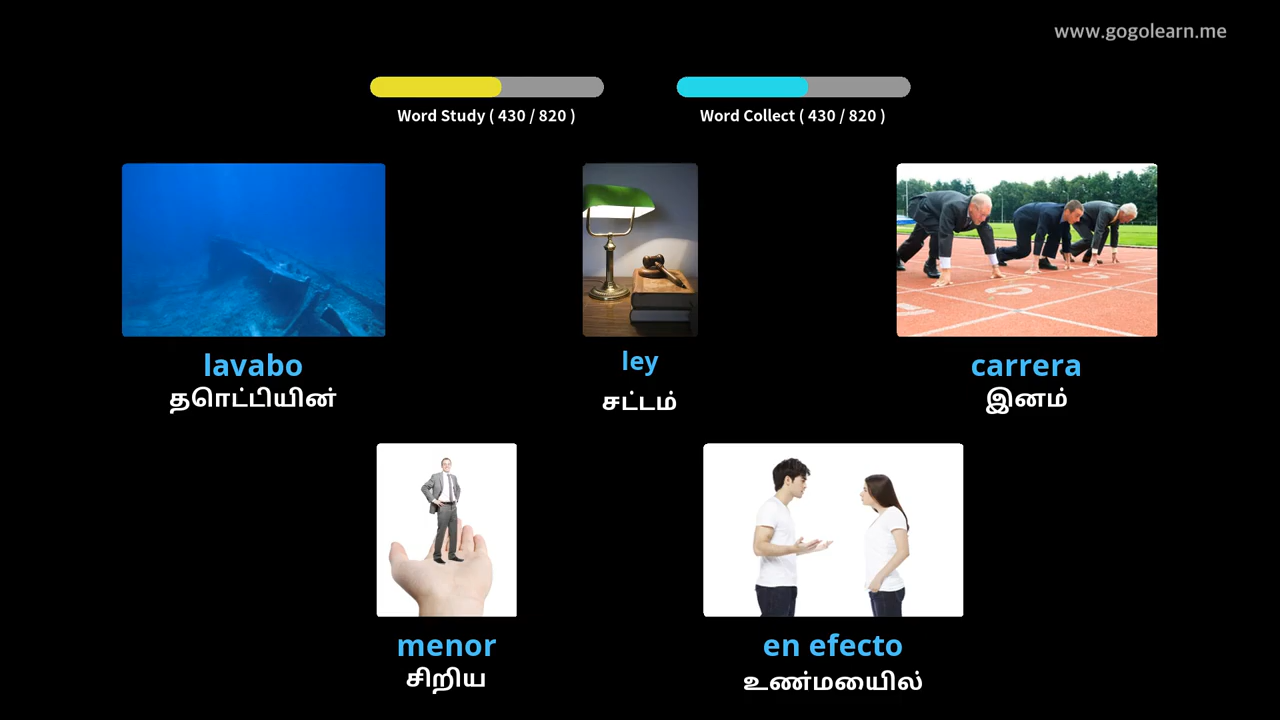 www.gogolearn.me
Word Study ( 430 / 820 )
Word Collect ( 430 / 820 )
lavabo
தொட்டியின்
ley
சட்டம்
carrera
இனம்
menor
சிறிய
en efecto
உண்மையில்